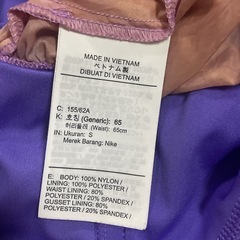 MADE IN VIETNAM
ベトナム製
DIBUAT DI VIETNAM
C: 155/62A
K: 호칭 (Generic): 65
허리둘레 (Waist): 65cm
IN: Ukuran: S
Merek Barang: Nike
E: BODY: 100% NYLON /
LINING: 100% POLYESTER /
WAIST LINING: 80%
POLYESTER / 20% SPANDEX /
GUSSET LINING: 80%
POLYESTER / 20% SPANDEX